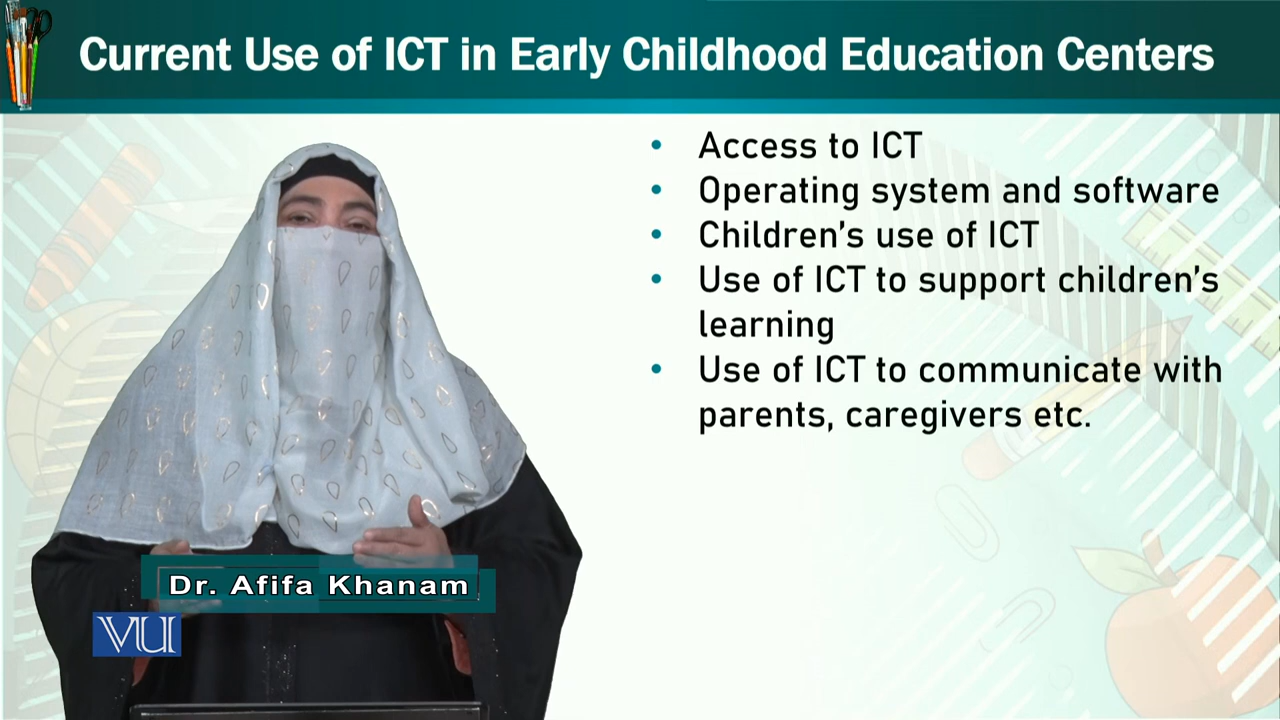 Current Use of ICT in Early Childhood Education Centers
• Access to ICT
• Operating system and software
• Children’s use of ICT
• Use of ICT to support children’s
learning
• Use of ICT to communicate with
parents, caregivers etc.
Dr. Afifa Khanam
VU